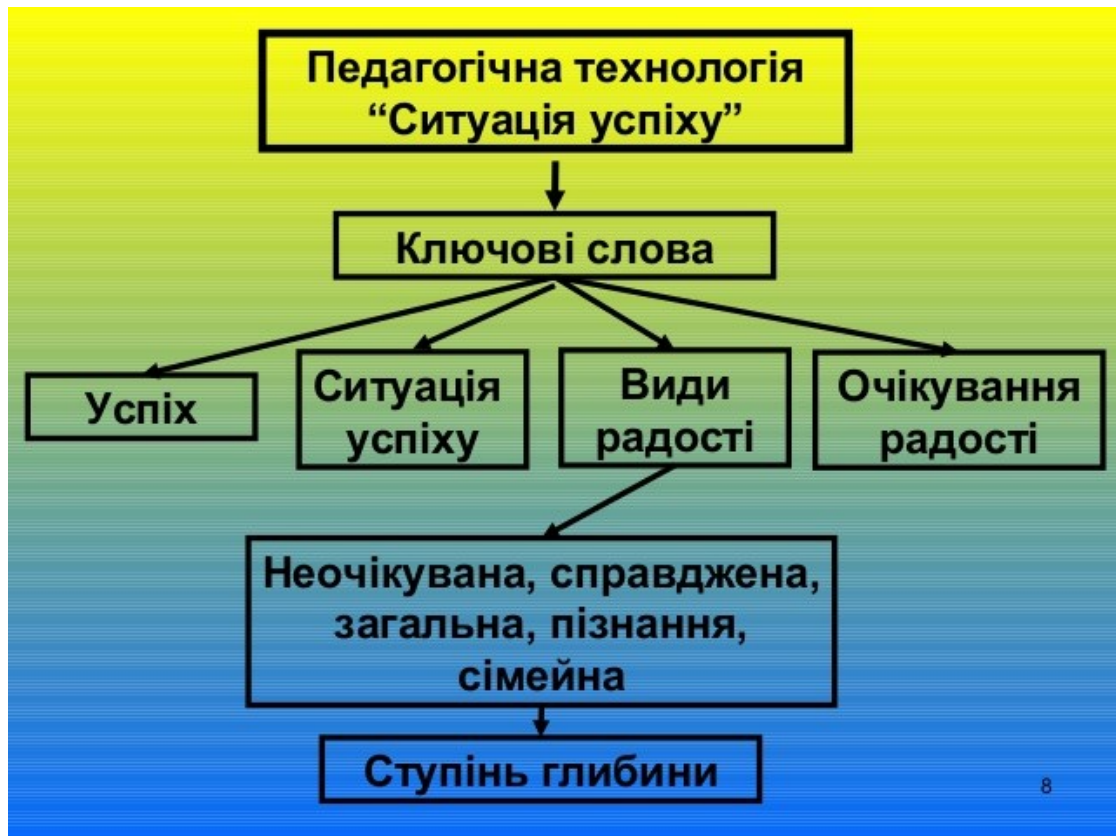 Педагогічна технологія
“Ситуація успіху”
Ключові слова
Успіх
Ситуація
успіху
Види
радості
Очікування
радості
Неочікувана, справджена,
загальна, пізнання,
сімейна
Ступінь глибини
8